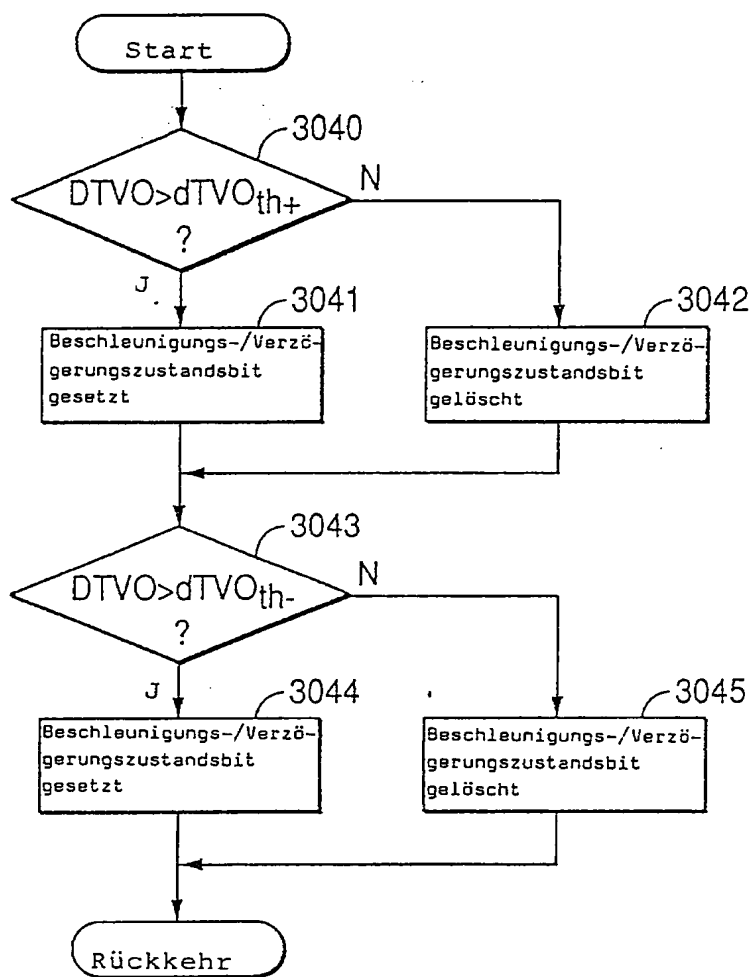 Start
3040
DTVO>dTVOth+
?
N
J
3041
3042
Beschleunigungs-/Verzö-
gerungszustandsbit
gesetzt
Beschleunigungs-/Verzö-
gerungszustandsbit
gelöscht
3043
DTVO>dTVOth-
?
N
J
3044
3045
Beschleunigungs-/Verzö-
gerungszustandsbit
gesetzt
Beschleunigungs-/Verzö-
gerungszustandsbit
gelöscht
Rückkehr